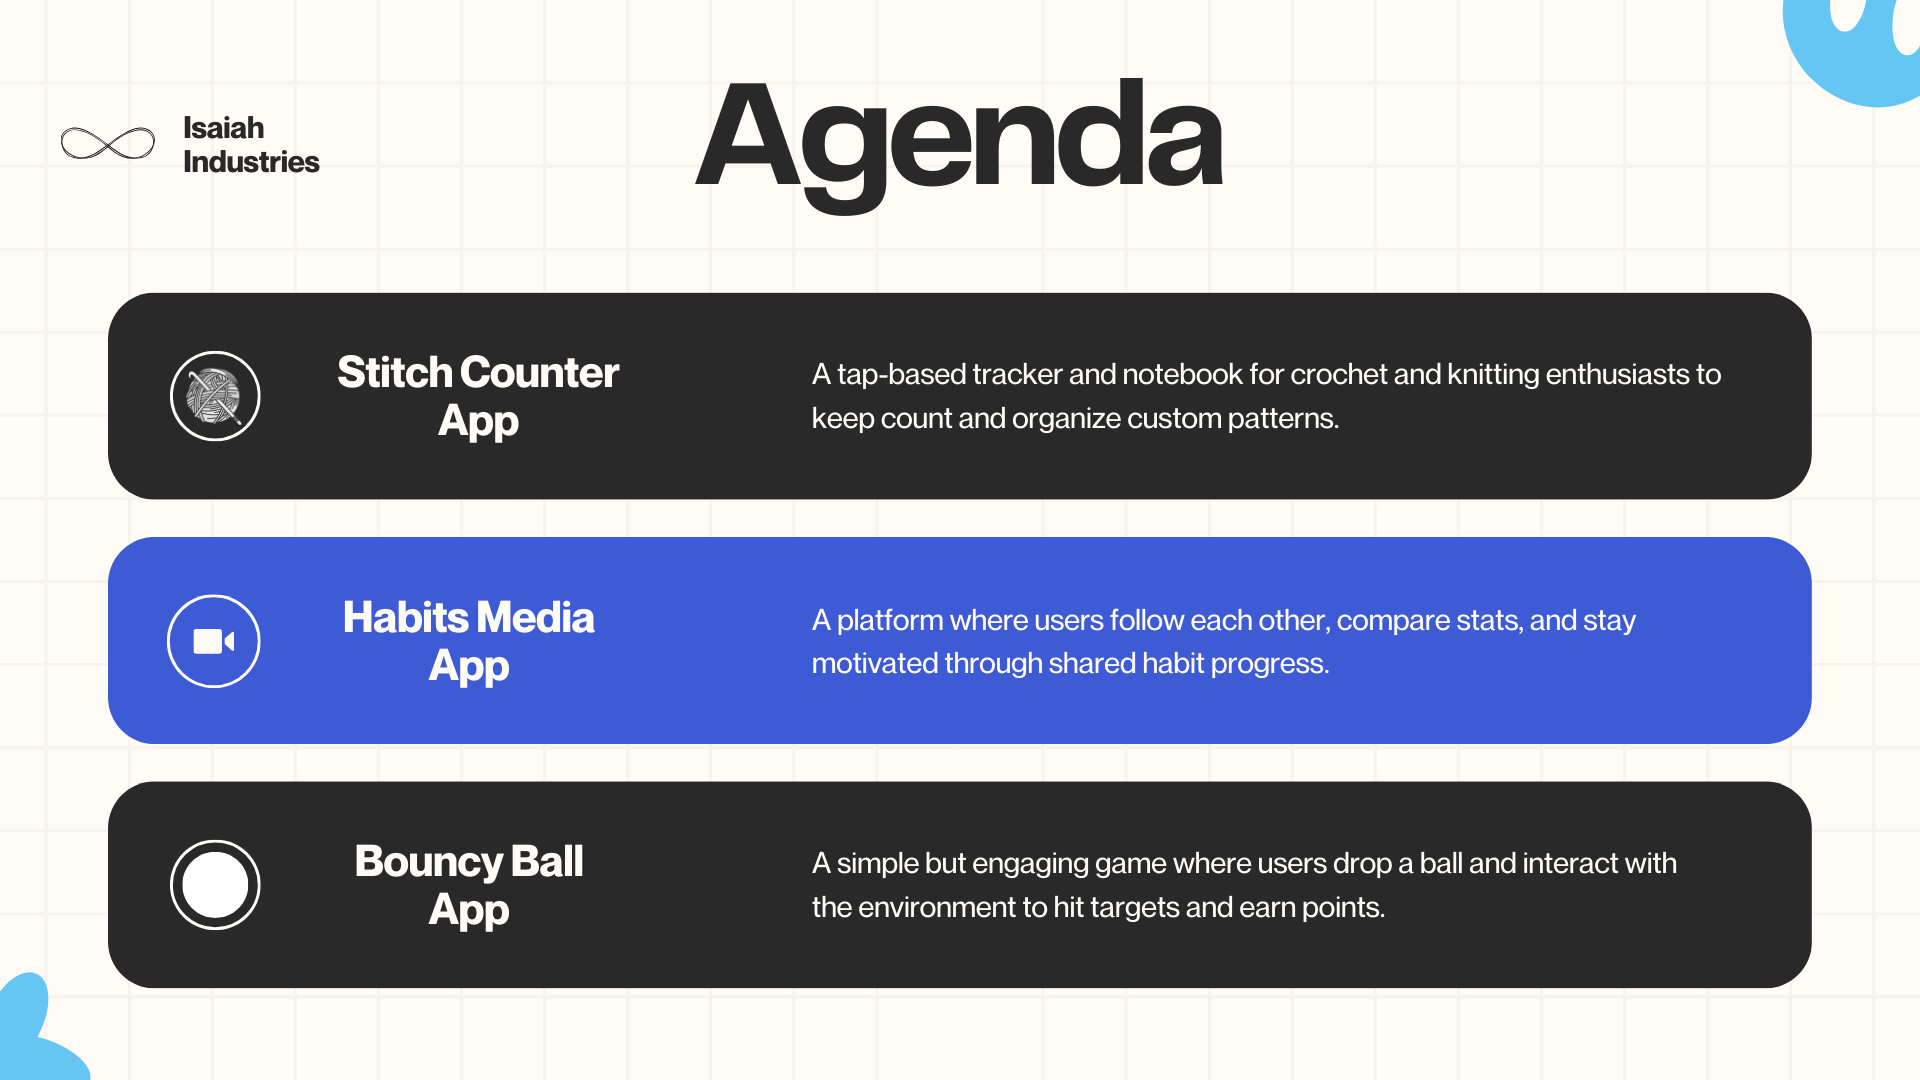 Isaiah
Industries
Agenda
Stitch Counter
App
A tap-based tracker and notebook for crochet and knitting enthusiasts to
keep count and organize custom patterns.
Habits Media
App
A platform where users follow each other, compare stats, and stay
motivated through shared habit progress.
Bouncy Ball
App
A simple but engaging game where users drop a ball and interact with
the environment to hit targets and earn points.